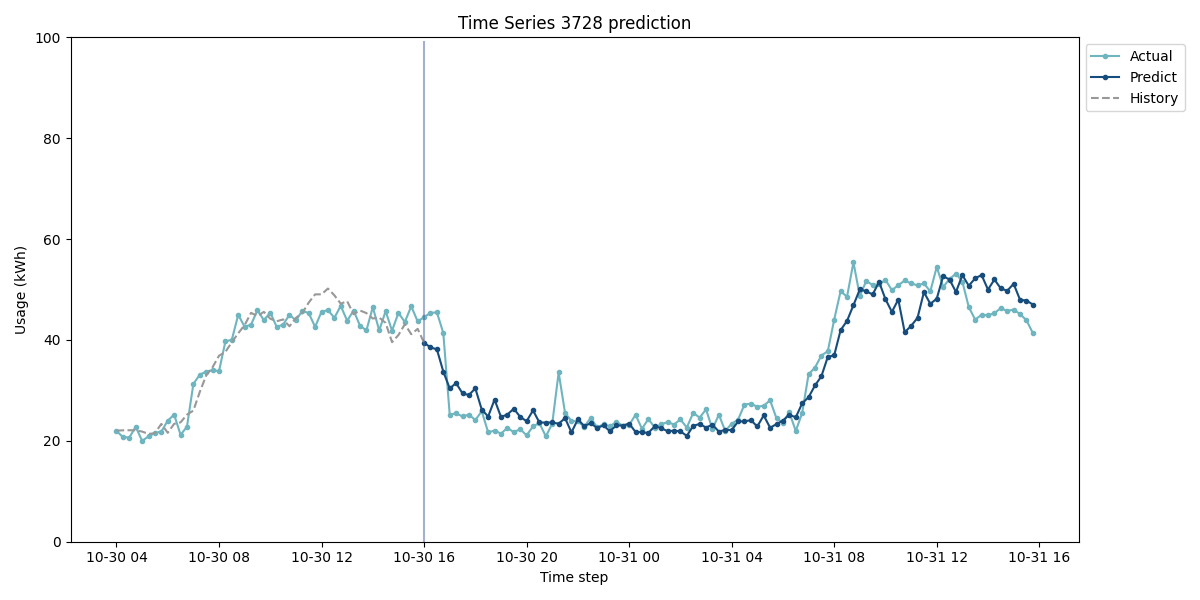 Time Series 3728 prediction
100
80
60
40
20
0
Usage (kWh)
10-30 04
10-30 08
10-30 12
10-30 16
10-30 20
10-31 00
10-31 04
10-31 08
10-31 12
10-31 16
Time step
Actual
Predict
History